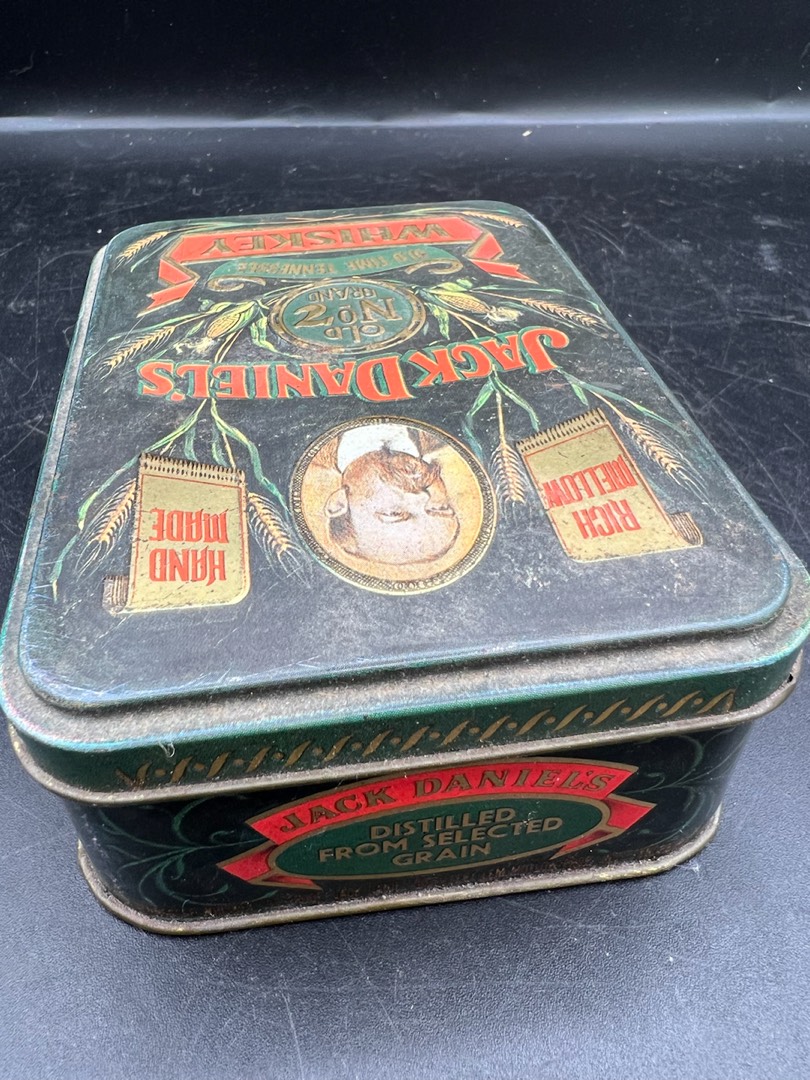 RICH
MELLOW
HAND
MADE
JACK DANIEL'S
OLD
No 7
BRAND
OLD TIME TENNESSEE
WHISKEY
JACK DANIEL'S
DISTILLED
FROM SELECTED
GRAIN